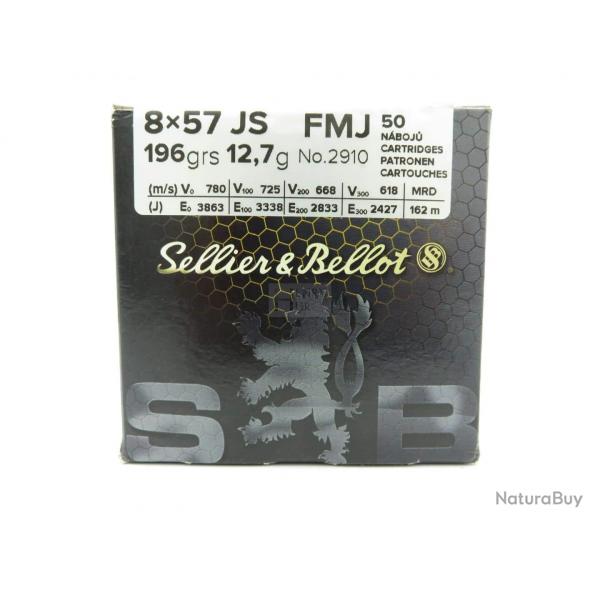 8×57 JS FMJ 50
NÁBOJŮ
CARTRIDGES
196grs 12,7g No.2910 PATRONEN
CARTOUCHES
(m/s) V0 780 V100 725 V200 668 V300 618 MRD
(J) E0 3863 E100 3338 E200 2833 E300 2427 162 m
Sellier & Bellot
S B
NaturaBuy